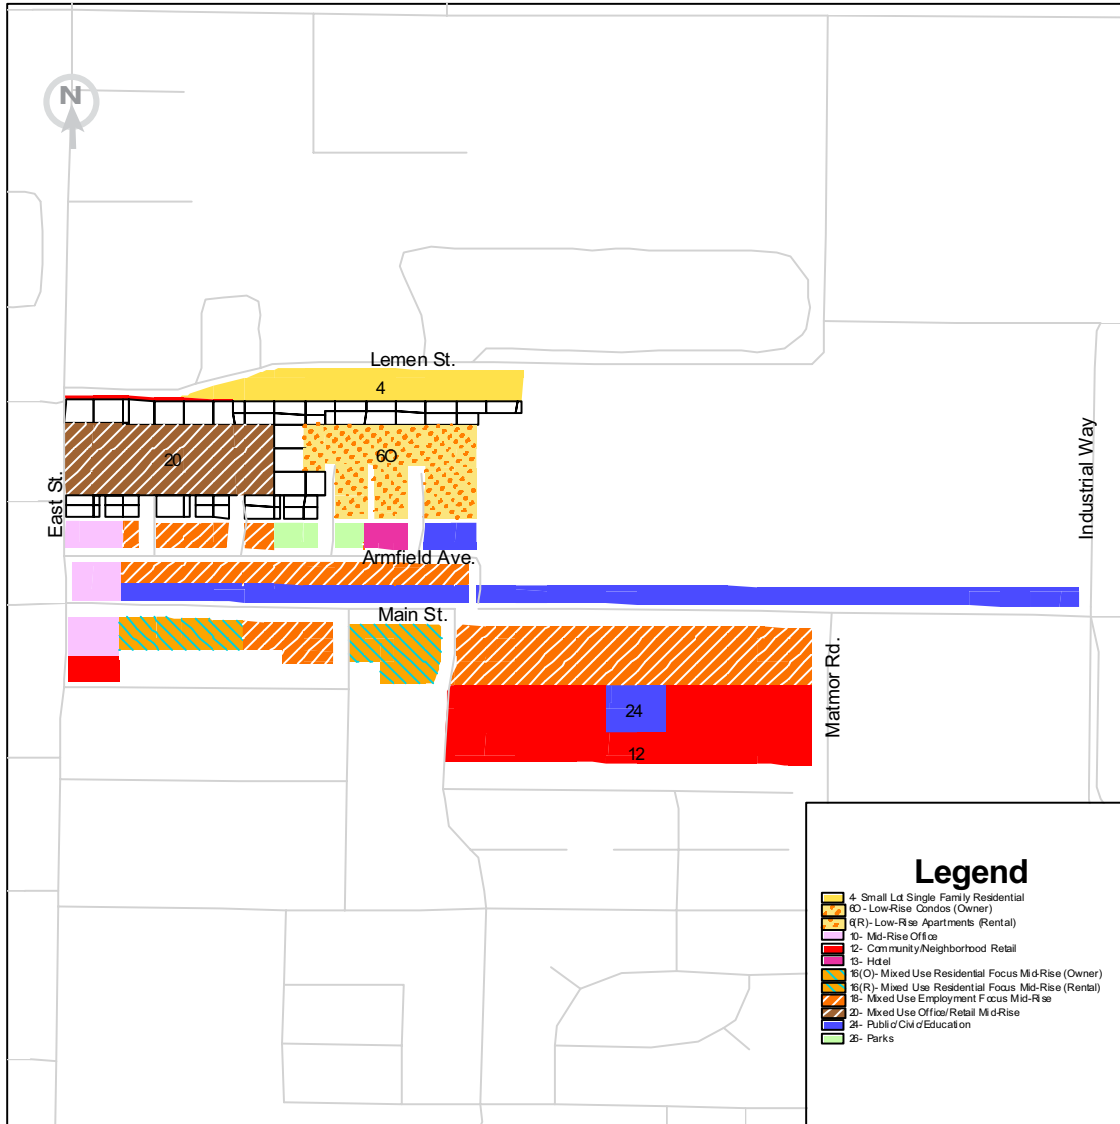 N
Lemen St.
4
20
6O
East St.
Industrial Way
Armfield Ave.
Main St.
Matmor Rd.
24
12
Legend
4- Small Lot Single Family Residential
6O - Low-Rise Condos (Owner)
6(R)- Low-Rise Apartments (Rental)
10- Mid-Rise Office
12- Community/Neighborhood Retail
13- Hotel
16(O)- Mixed Use Residential Focus Mid-Rise (Owner)
16(R)- Mixed Use Residential Focus Mid-Rise (Rental)
18- Mixed Use Employment Focus Mid-Rise
20- Mixed Use Office/Retail Mid-Rise
24- Public/Civic/Education
26- Parks